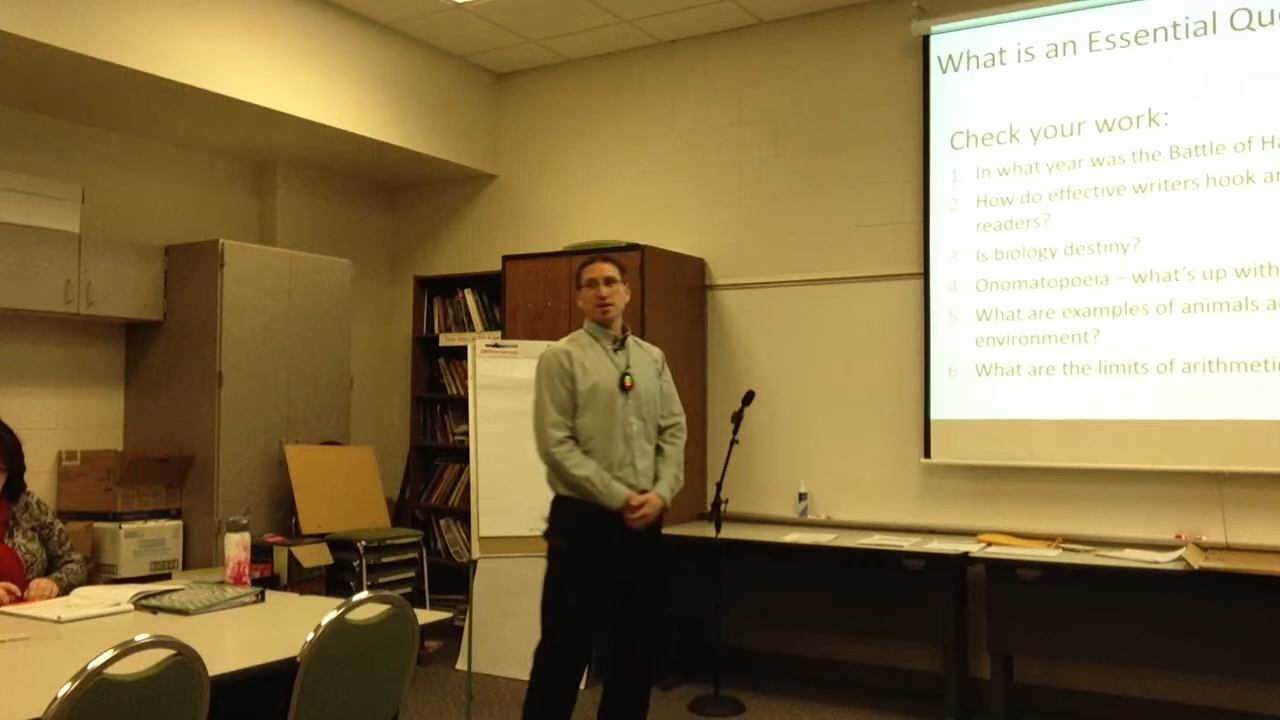 What is an Essential Qu
Check your work:
1. In what year was the Battle of Ha
2. How do effective writers hook an
readers?
3. Is biology destiny?
4. Onomatopoeia – what's up with
5. What are examples of animals a
environment?
6. What are the limits of arithmetic